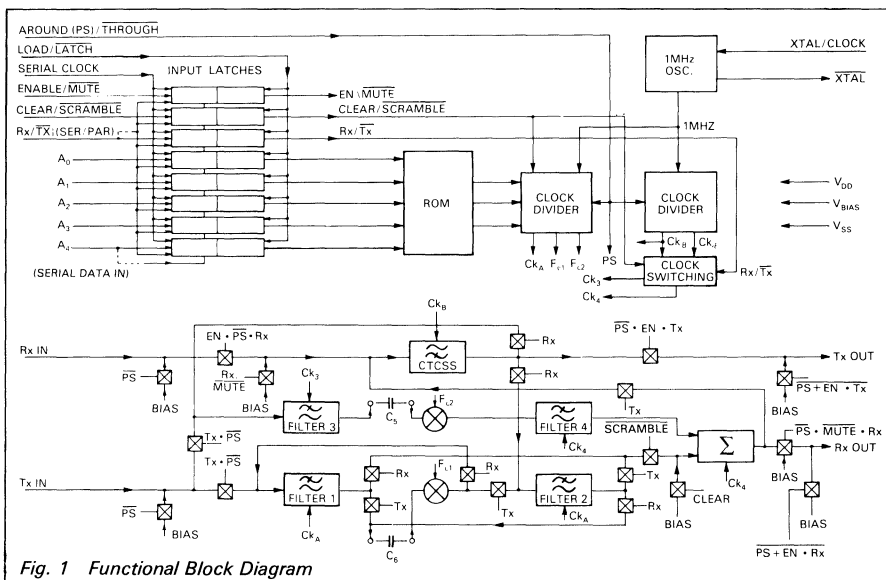 AROUND (PS)/THROUGH
LOAD/LATCH
SERIAL CLOCK
INPUT LATCHES
ENABLE/MUTE
EN\MUTE
CLEAR/SCRAMBLE
CLEAR/SCRAMBLE
Rx/TX (SER/PAR)
Rx/Tx
A0
A1
A2
A3
A4
(SERIAL DATA IN)
ROM
CLOCK
DIVIDER
CLOCK
DIVIDER
1MHz
OSC.
XTAL/CLOCK
XTAL
1MHZ
VDD
VBIAS
VSS
CkA
PS
CkB
CLOCK
SWITCHING
Rx/Tx
Ck3
Ck4
CkB
EN • PS • Rx
Rx IN
PS
BIAS
Rx.
MUTE
BIAS
CTCSS
Rx
Rx
PS • EN • Tx
Tx OUT
PS + EN • Tx
BIAS
Ck3
FILTER 3
C5
FILTER 4
Ck4
Tx
SCRAMBLE
Σ
Ck4
PS • MUTE • Rx
Rx OUT
BIAS
BIAS
PS + EN • Rx
Tx • PS
Tx • PS
Tx IN
PS
BIAS
FILTER 1
CkA
Rx
Tx
C6
Rx
Tx
FILTER 2
CkA
Tx
Rx
CLEAR
BIAS
Fig. 1 Functional Block Diagram